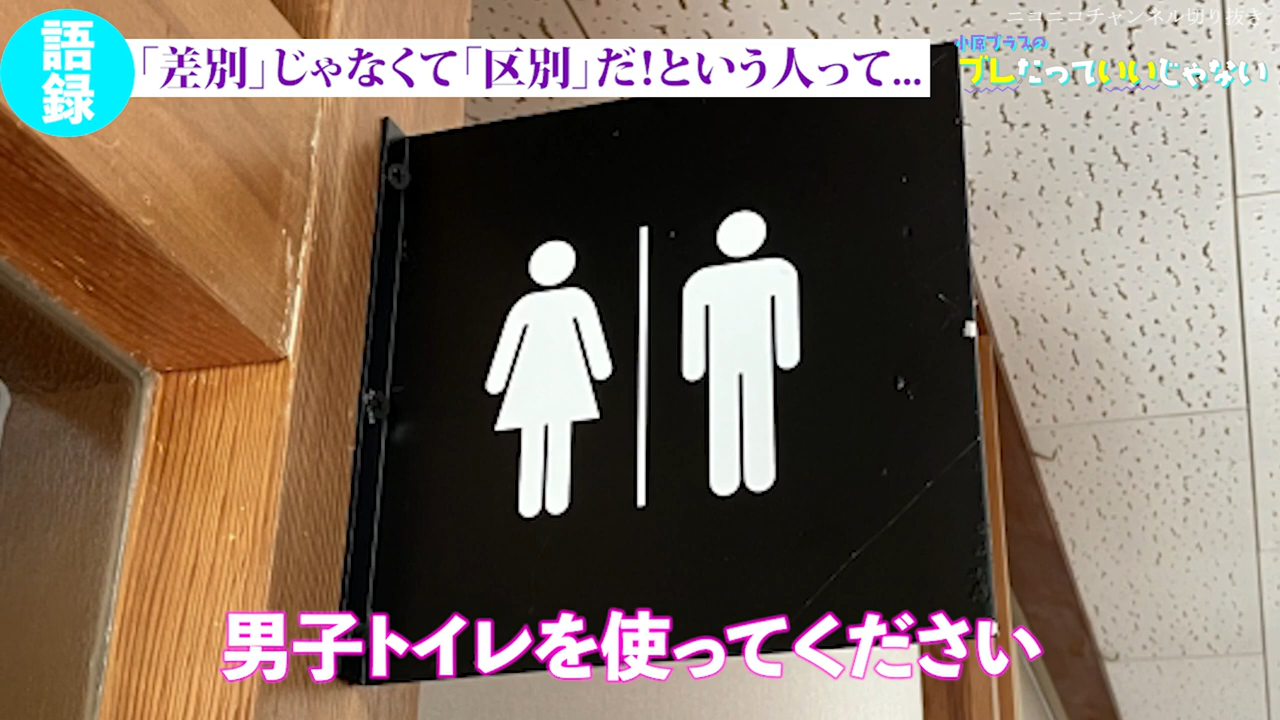 ニコニコチャンネル切り抜き
語録
「差別」じゃなくて「区別」だ!という人って...
小原ブラスの
ブレたっていいじゃない
男子トイレを使ってください